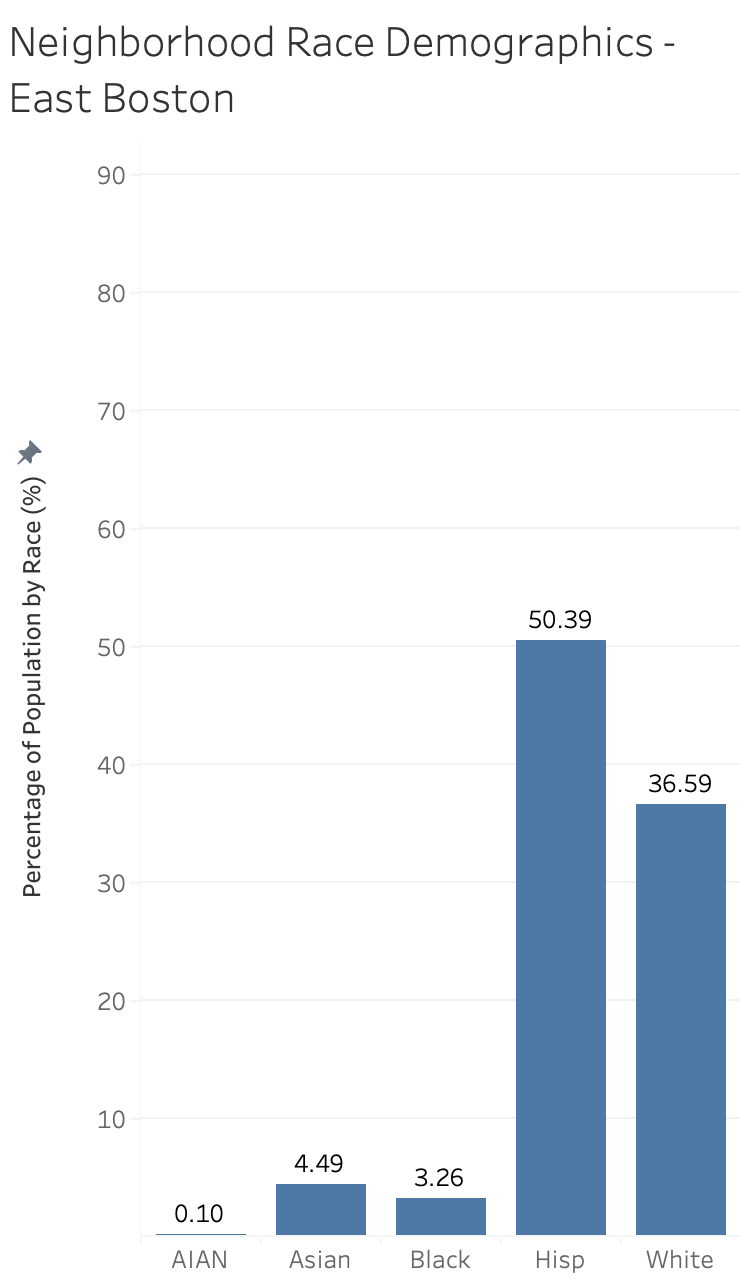 Neighborhood Race Demographics -
East Boston
Percentage of Population by Race (%)
90
80
70
60
50
40
30
20
10
0.10
4.49
3.26
50.39
36.59
AIAN
Asian
Black
Hisp
White